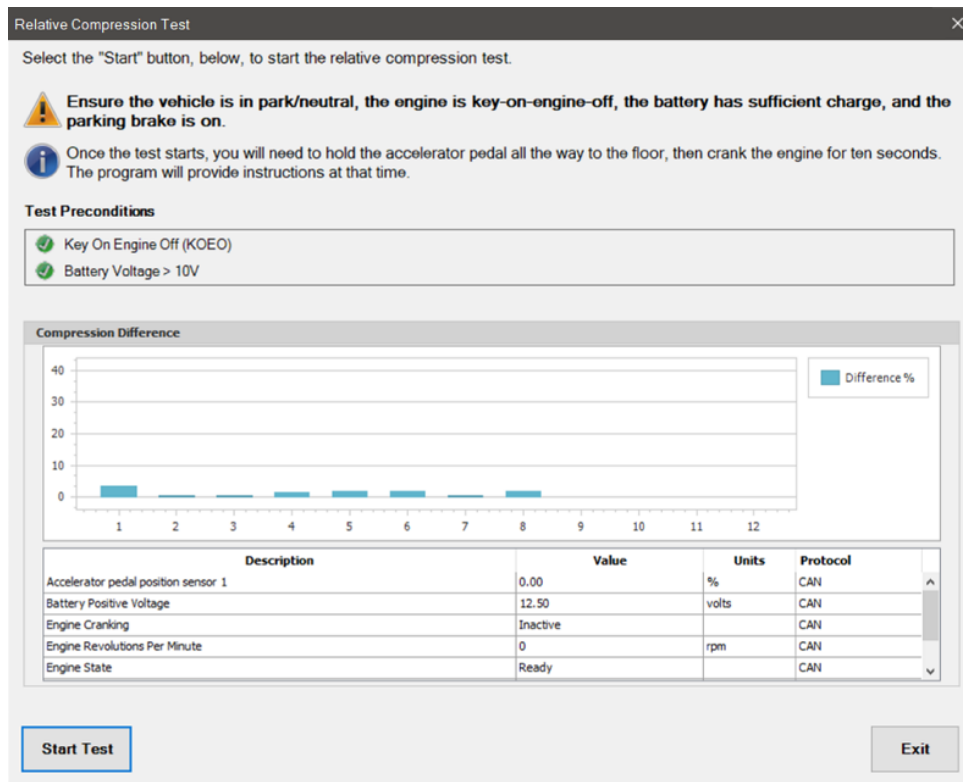 Relative Compression Test
Select the "Start" button, below, to start the relative compression test.
Ensure the vehicle is in park/neutral, the engine is key-on-engine-off, the battery has sufficient charge, and the
parking brake is on.
Once the test starts, you will need to hold the accelerator pedal all the way to the floor, then crank the engine for ten seconds.
The program will provide instructions at that time.
Test Preconditions
Key On Engine Off (KOEO)
Battery Voltage > 10V
Compression Difference
40
30
20
10
0
1 2 3 4 5 6 7 8 9 10 11 12
Difference %
Description Value Units Protocol
Accelerator pedal position sensor 1 0.00 % CAN
Battery Positive Voltage 12.50 volts CAN
Engine Cranking Inactive CAN
Engine Revolutions Per Minute 0 rpm CAN
Engine State Ready CAN
Start Test Exit